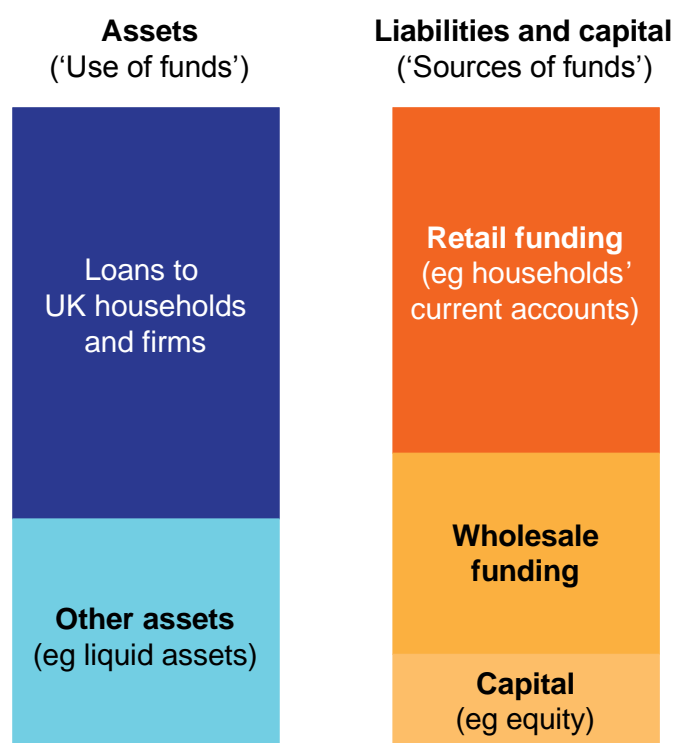 Assets
(‘Use of funds’)
Loans to
UK households
and firms
Other assets
(eg liquid assets)
Liabilities and capital
(‘Sources of funds’)
Retail funding
(eg households’
current accounts)
Wholesale
funding
Capital
(eg equity)